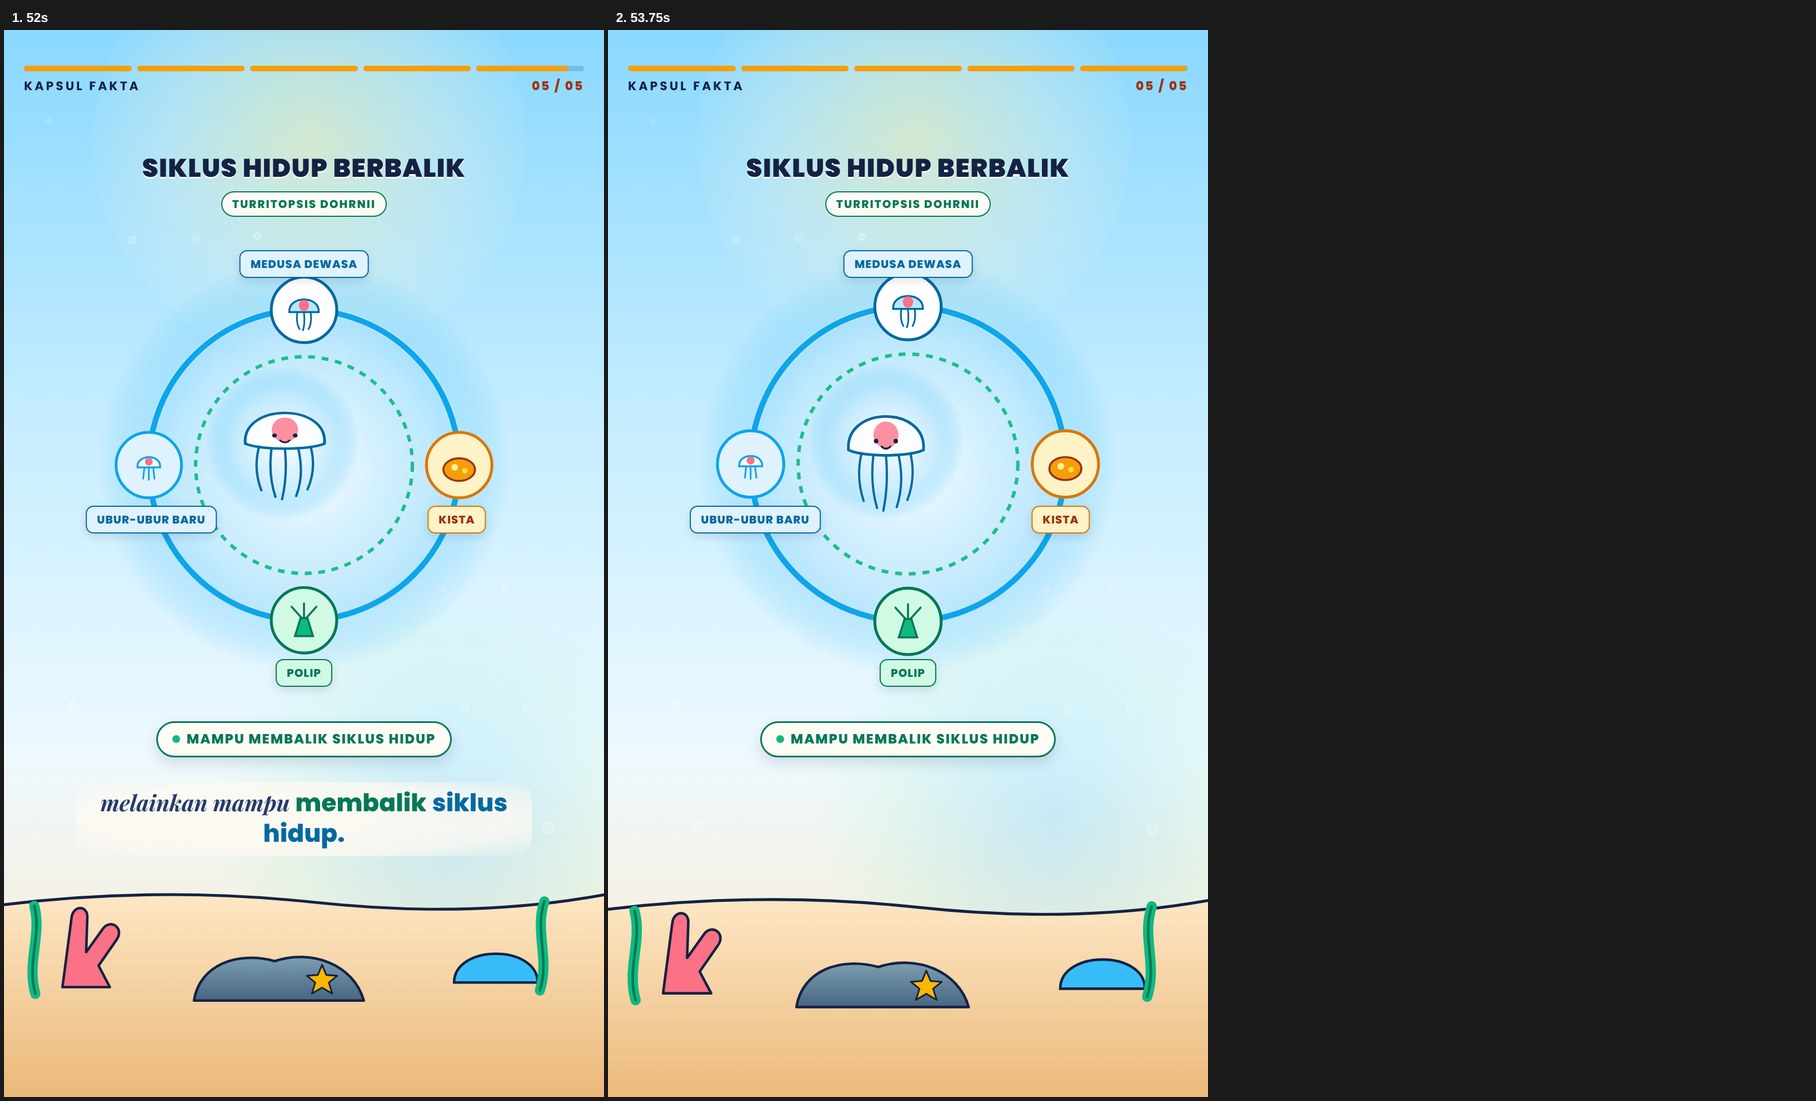 1. 52s
KAPSUL FAKTA
05 / 05
SIKLUS HIDUP BERBALIK
TURRITOPSIS DOHRNII
MEDUSA DEWASA
UBUR-UBUR BARU
KISTA
POLIP
MAMPU MEMBALIK SIKLUS HIDUP
melainkan mampu membalik siklus
hidup.
2. 53.75s
KAPSUL FAKTA
05 / 05
SIKLUS HIDUP BERBALIK
TURRITOPSIS DOHRNII
MEDUSA DEWASA
UBUR-UBUR BARU
KISTA
POLIP
MAMPU MEMBALIK SIKLUS HIDUP